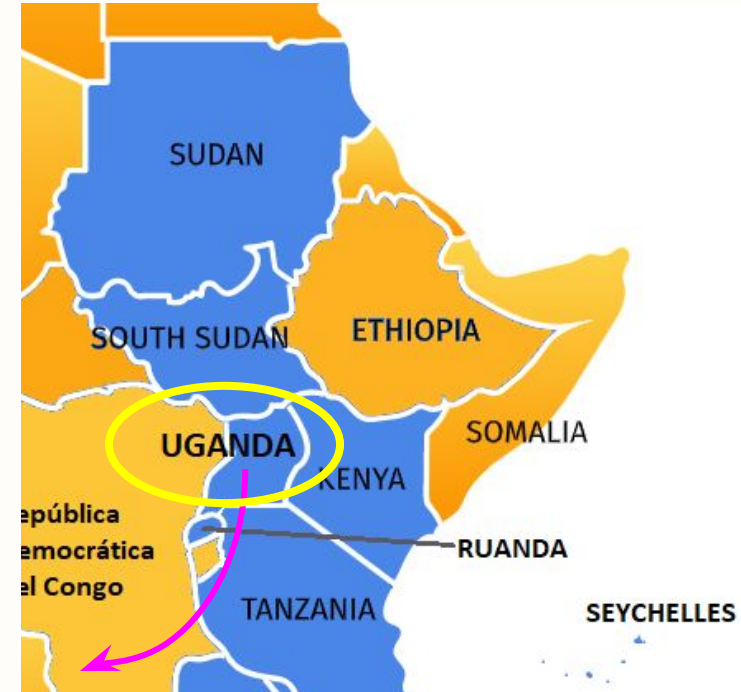 SUDAN
SOUTH SUDAN
ETHIOPIA
UGANDA
SOMALIA
KENYA
epública
emocrática
el Congo
RUANDA
TANZANIA
SEYCHELLES